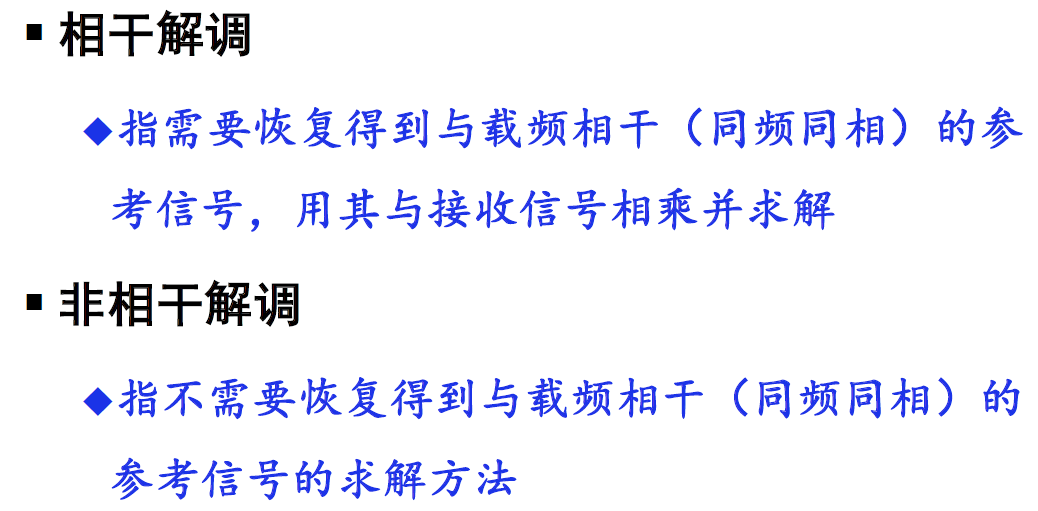 ▪ 相干解调
◆指需要恢复得到与载频相干（同频同相）的参
考信号，用其与接收信号相乘并求解
▪ 非相干解调
◆指不需要恢复得到与载频相干（同频同相）的
参考信号的求解方法